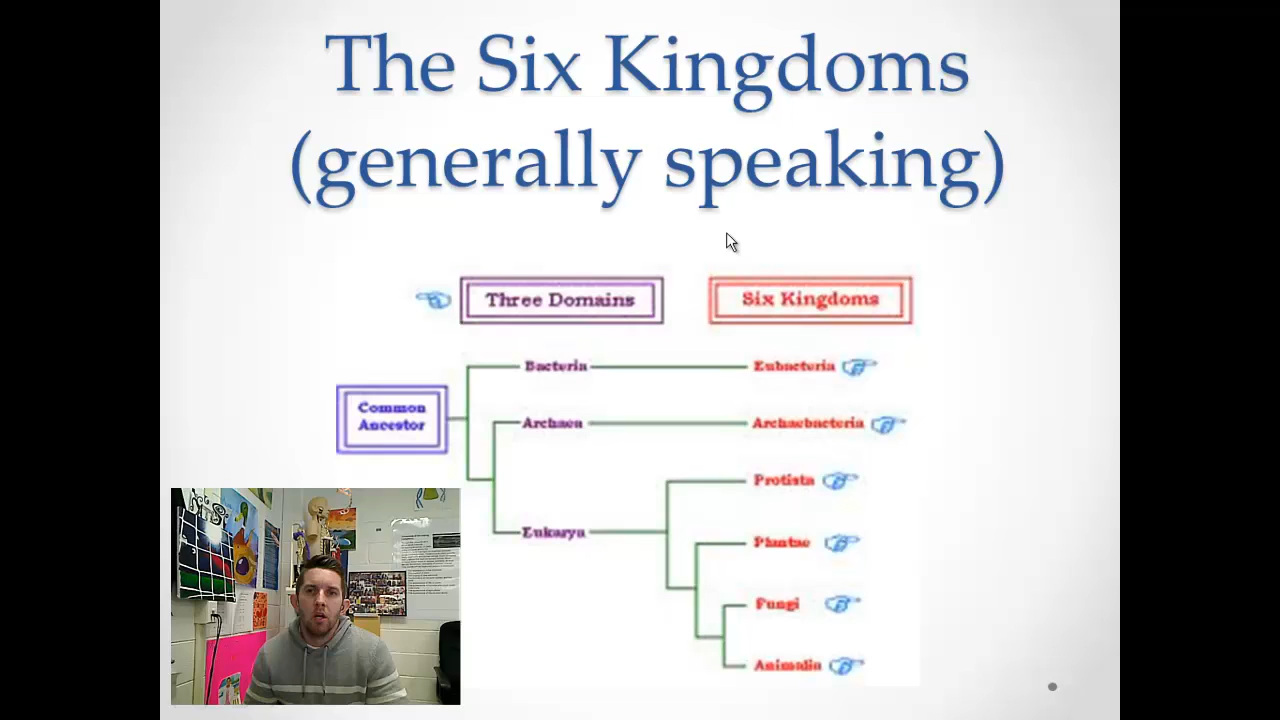 The Six Kingdoms
(generally speaking)
Three Domains
Six Kingdoms
Bacteria
Eubacteria
Common
Ancestor
Archaea
Archaebacteria
Protista
Eukarya
Plantae
Fungi
Animalia